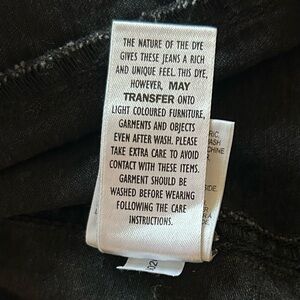 THE NATURE OF THE DYE
GIVES THESE JEANS A RICH
AND UNIQUE FEEL. THIS DYE,
HOWEVER, MAY
TRANSFER ONTO
LIGHT COLOURED FURNITURE,
GARMENTS AND OBJECTS
EVEN AFTER WASH. PLEASE
TAKE EXTRA CARE TO AVOID
CONTACT WITH THESE ITEMS.
GARMENT SHOULD BE
WASHED BEFORE WEARING
FOLLOWING THE CARE
INSTRUCTIONS.